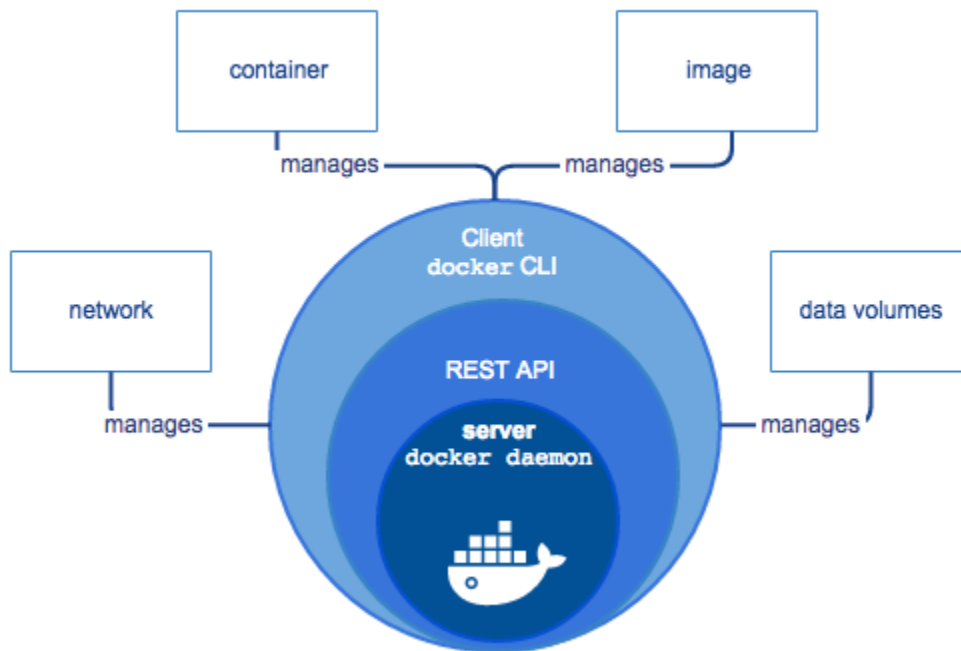 container
image
manages
manages
Client
docker CLI
network
data volumes
REST API
manages
manages
server
docker daemon